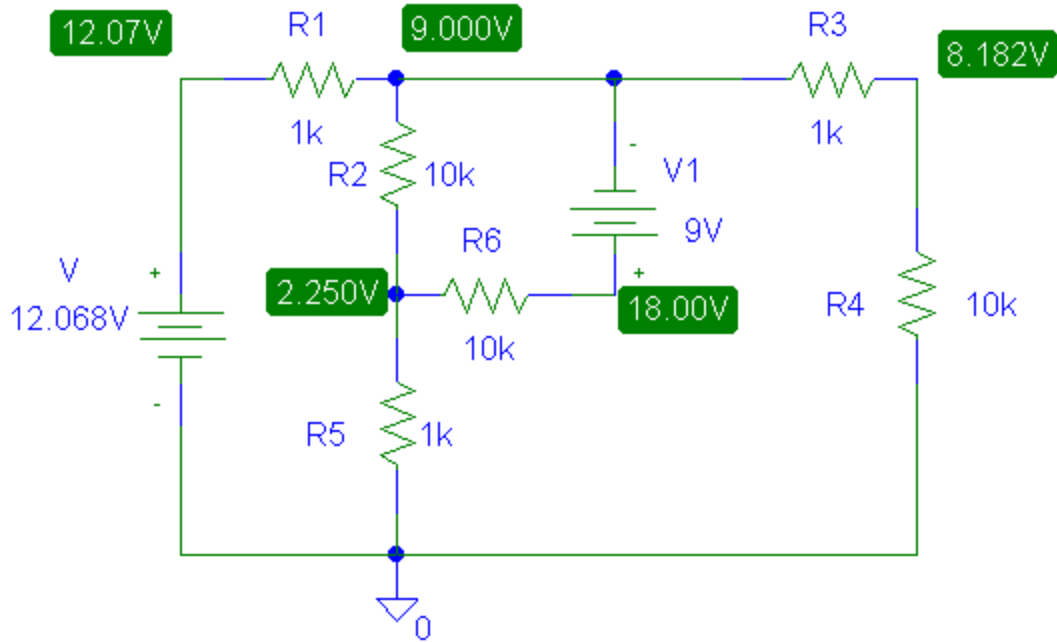 12.07V
R1
9.000V
R3
8.182V
1k
1k
R2
10k
-
V1
9V
R6
V
+
12.068V
2.250V
+
18.00V
R4
10k
10k
-
R5
1k
0